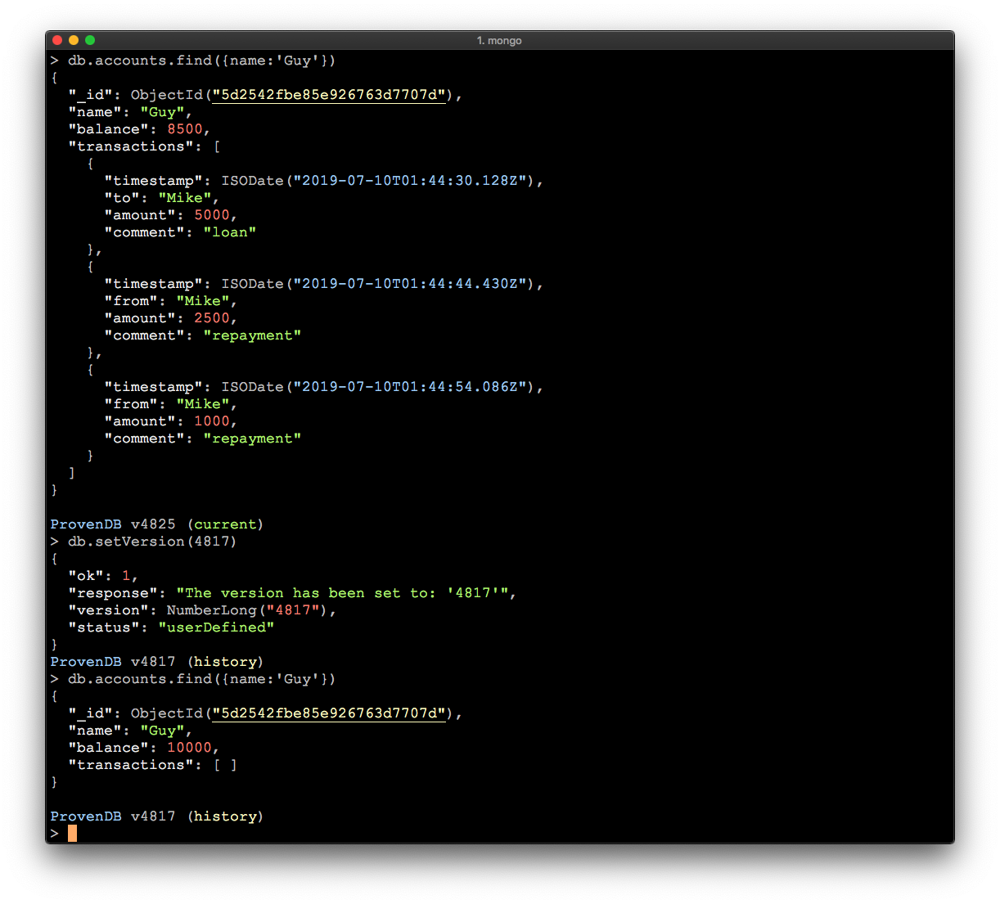 1. mongo
> db.accounts.find({name:'Guy'})
{
  "_id": ObjectId("5d2542fbe85e926763d7707d"),
  "name": "Guy",
  "balance": 8500,
  "transactions": [
    {
      "timestamp": ISODate("2019-07-10T01:44:30.128Z"),
      "to": "Mike",
      "amount": 5000,
      "comment": "loan"
    },
    {
      "timestamp": ISODate("2019-07-10T01:44:44.430Z"),
      "from": "Mike",
      "amount": 2500,
      "comment": "repayment"
    },
    {
      "timestamp": ISODate("2019-07-10T01:44:54.086Z"),
      "from": "Mike",
      "amount": 1000,
      "comment": "repayment"
    }
  ]
}
ProvenDB v4825 (current)
> db.setVersion(4817)
{
  "ok": 1,
  "response": "The version has been set to: '4817'",
  "version": NumberLong("4817"),
  "status": "userDefined"
}
ProvenDB v4817 (history)
> db.accounts.find({name:'Guy'})
{
  "_id": ObjectId("5d2542fbe85e926763d7707d"),
  "name": "Guy",
  "balance": 10000,
  "transactions": [ ]
}
ProvenDB v4817 (history)
>